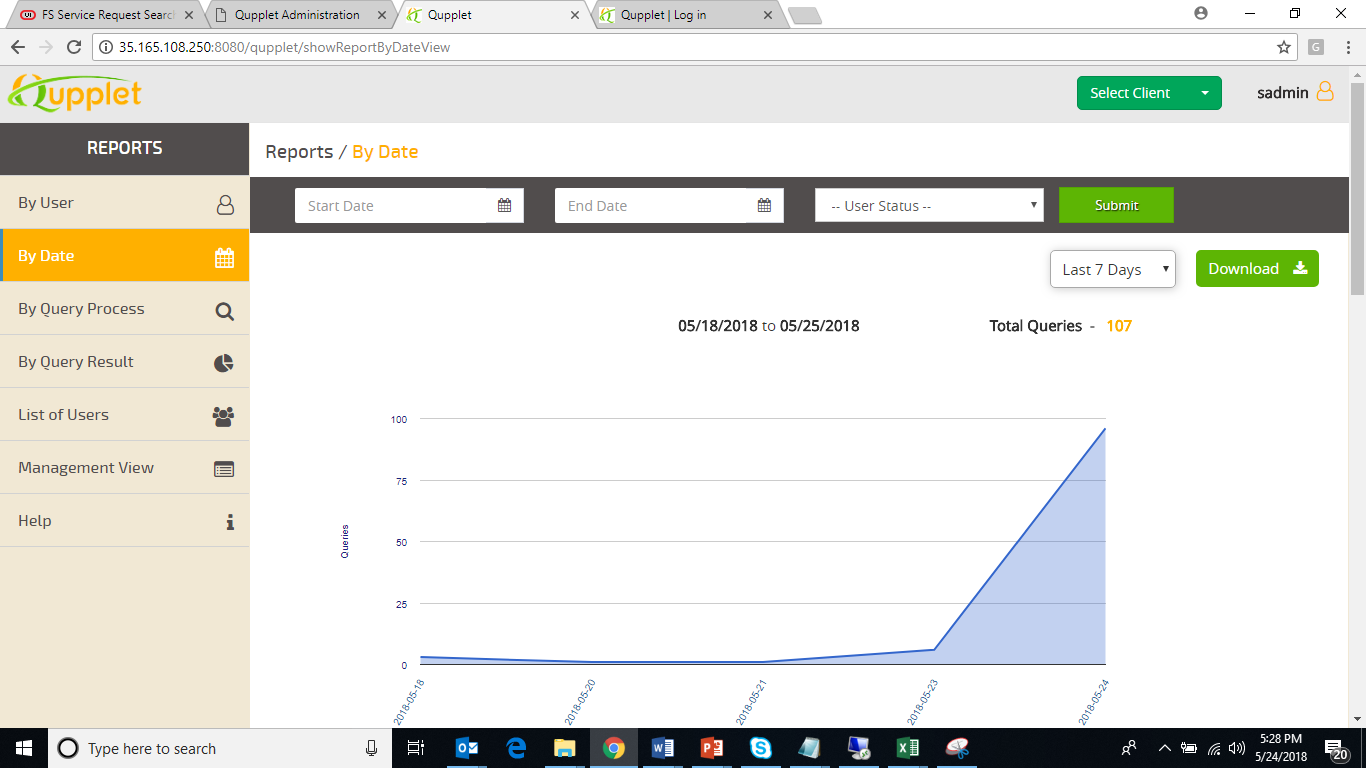 FS Service Request Searc
Qupplet Administration
Qupplet
Qupplet | Log in
35.165.108.250:8080/qupplet/showReportByDateView
G
Qupplet
Select Client
sadmin
REPORTS
Reports / By Date
By User
Start Date
End Date
-- User Status --
Submit
By Date
Last 7 Days
Download
By Query Process
05/18/2018 to 05/25/2018
Total Queries - 107
By Query Result
List of Users
Management View
Help
100
75
50
25
0
Queries
2018-05-18
2018-05-20
2018-05-21
2018-05-23
2018-05-24
Type here to search
5:28 PM
5/24/2018
20